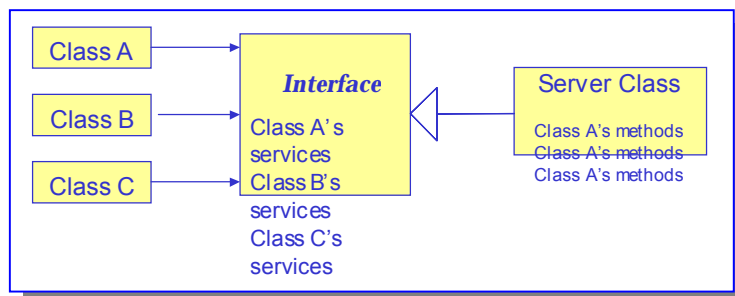 Class A
Class B
Class C
Interface
Class A's
services
Class B's
services
Class C's
services
Server Class
Class A's methods
Class A's methods
Class A's methods